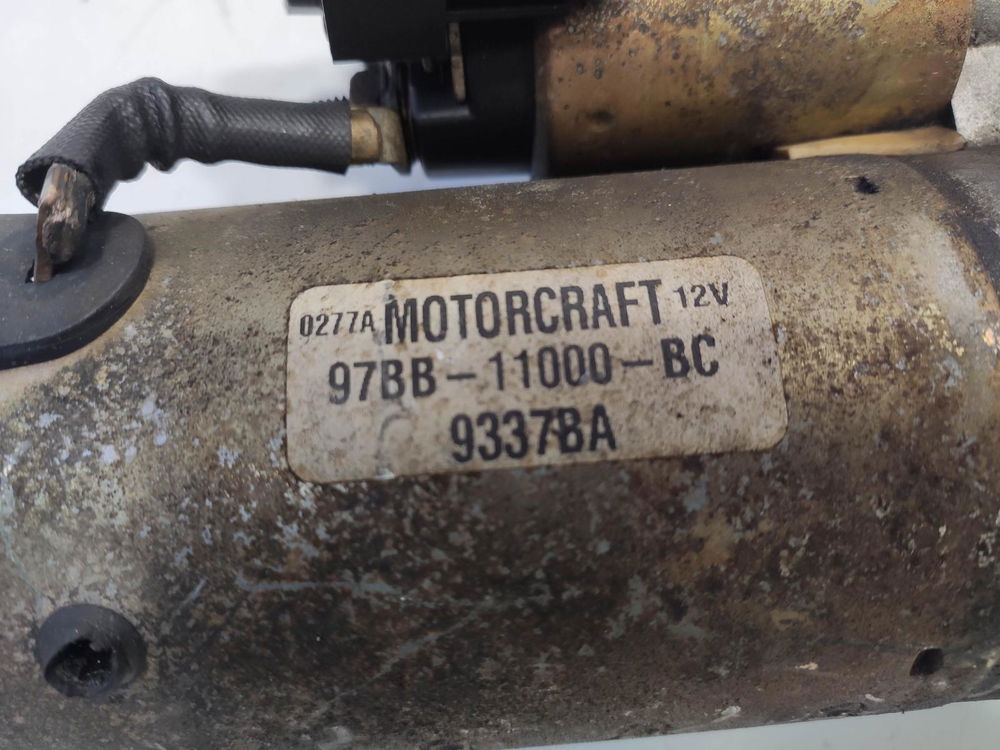 0277A MOTORCRAFT 12V
97BB-11000-BC
9337BA